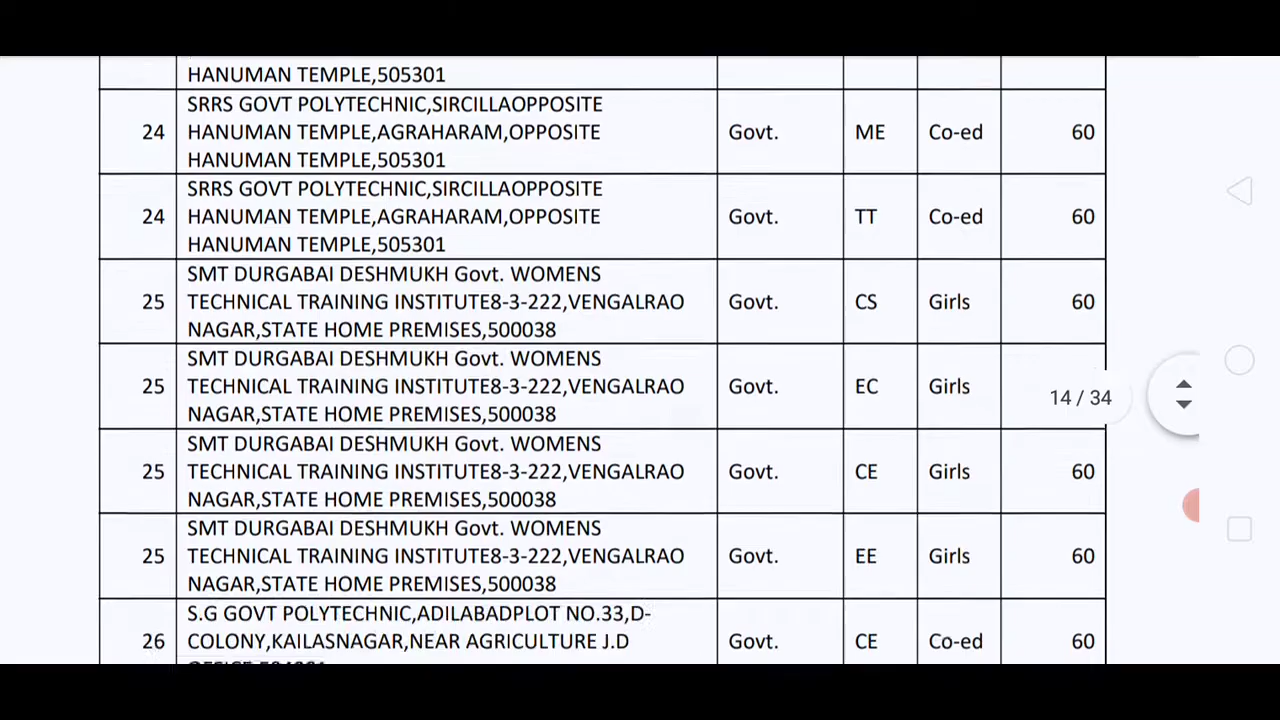 HANUMAN TEMPLE,505301
24 SRRS GOVT POLYTECHNIC,SIRCILLAOPPOSITE HANUMAN TEMPLE,AGRAHARAM,OPPOSITE HANUMAN TEMPLE,505301 Govt. ME Co-ed 60
24 SRRS GOVT POLYTECHNIC,SIRCILLAOPPOSITE HANUMAN TEMPLE,AGRAHARAM,OPPOSITE HANUMAN TEMPLE,505301 Govt. TT Co-ed 60
25 SMT DURGABAI DESHMUKH Govt. WOMENS TECHNICAL TRAINING INSTITUTE8-3-222,VENGALRAO NAGAR,STATE HOME PREMISES,500038 Govt. CS Girls 60
25 SMT DURGABAI DESHMUKH Govt. WOMENS TECHNICAL TRAINING INSTITUTE8-3-222,VENGALRAO NAGAR,STATE HOME PREMISES,500038 Govt. EC Girls
14 / 34
25 SMT DURGABAI DESHMUKH Govt. WOMENS TECHNICAL TRAINING INSTITUTE8-3-222,VENGALRAO NAGAR,STATE HOME PREMISES,500038 Govt. CE Girls 60
25 SMT DURGABAI DESHMUKH Govt. WOMENS TECHNICAL TRAINING INSTITUTE8-3-222,VENGALRAO NAGAR,STATE HOME PREMISES,500038 Govt. EE Girls 60
26 S.G GOVT POLYTECHNIC,ADILABADPLOT NO.33,D-COLONY,KAILASNAGAR,NEAR AGRICULTURE J.D Govt. CE Co-ed 60